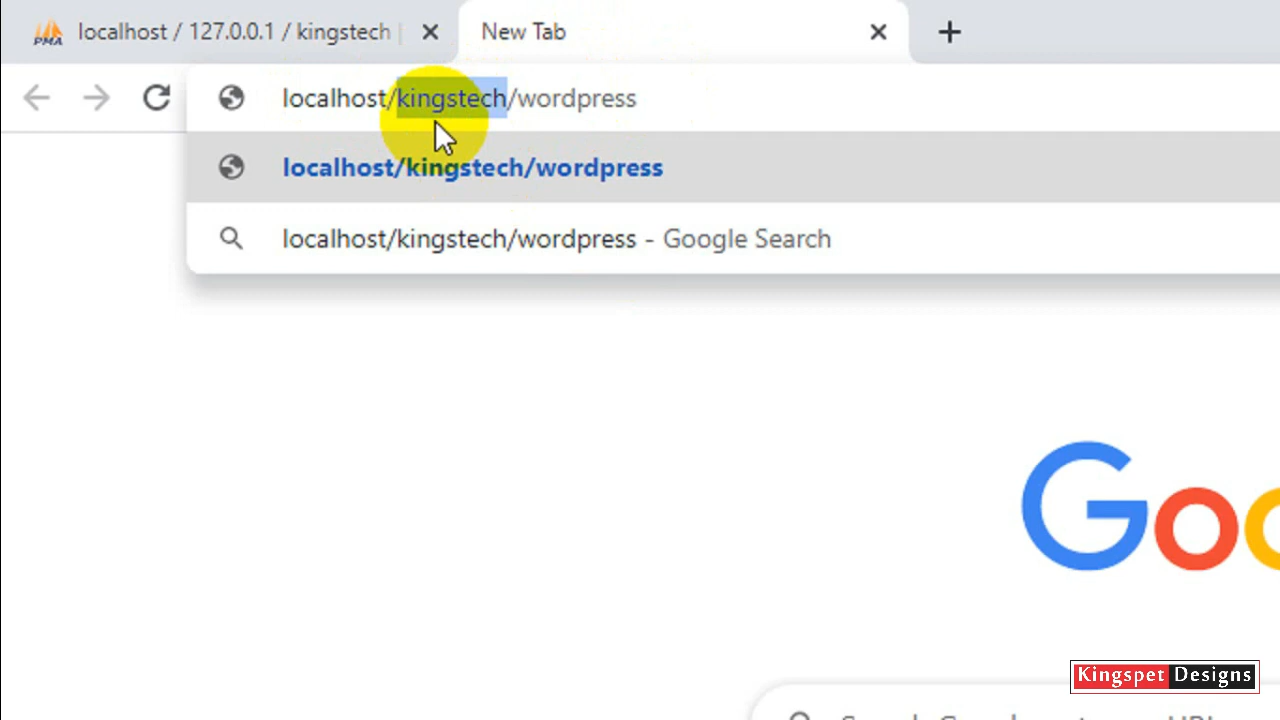 localhost / 127.0.0.1 / kingstech |
New Tab
localhost/kingstech/wordpress
localhost/kingstech/wordpress
localhost/kingstech/wordpress - Google Search
Goo
Kingspet Designs